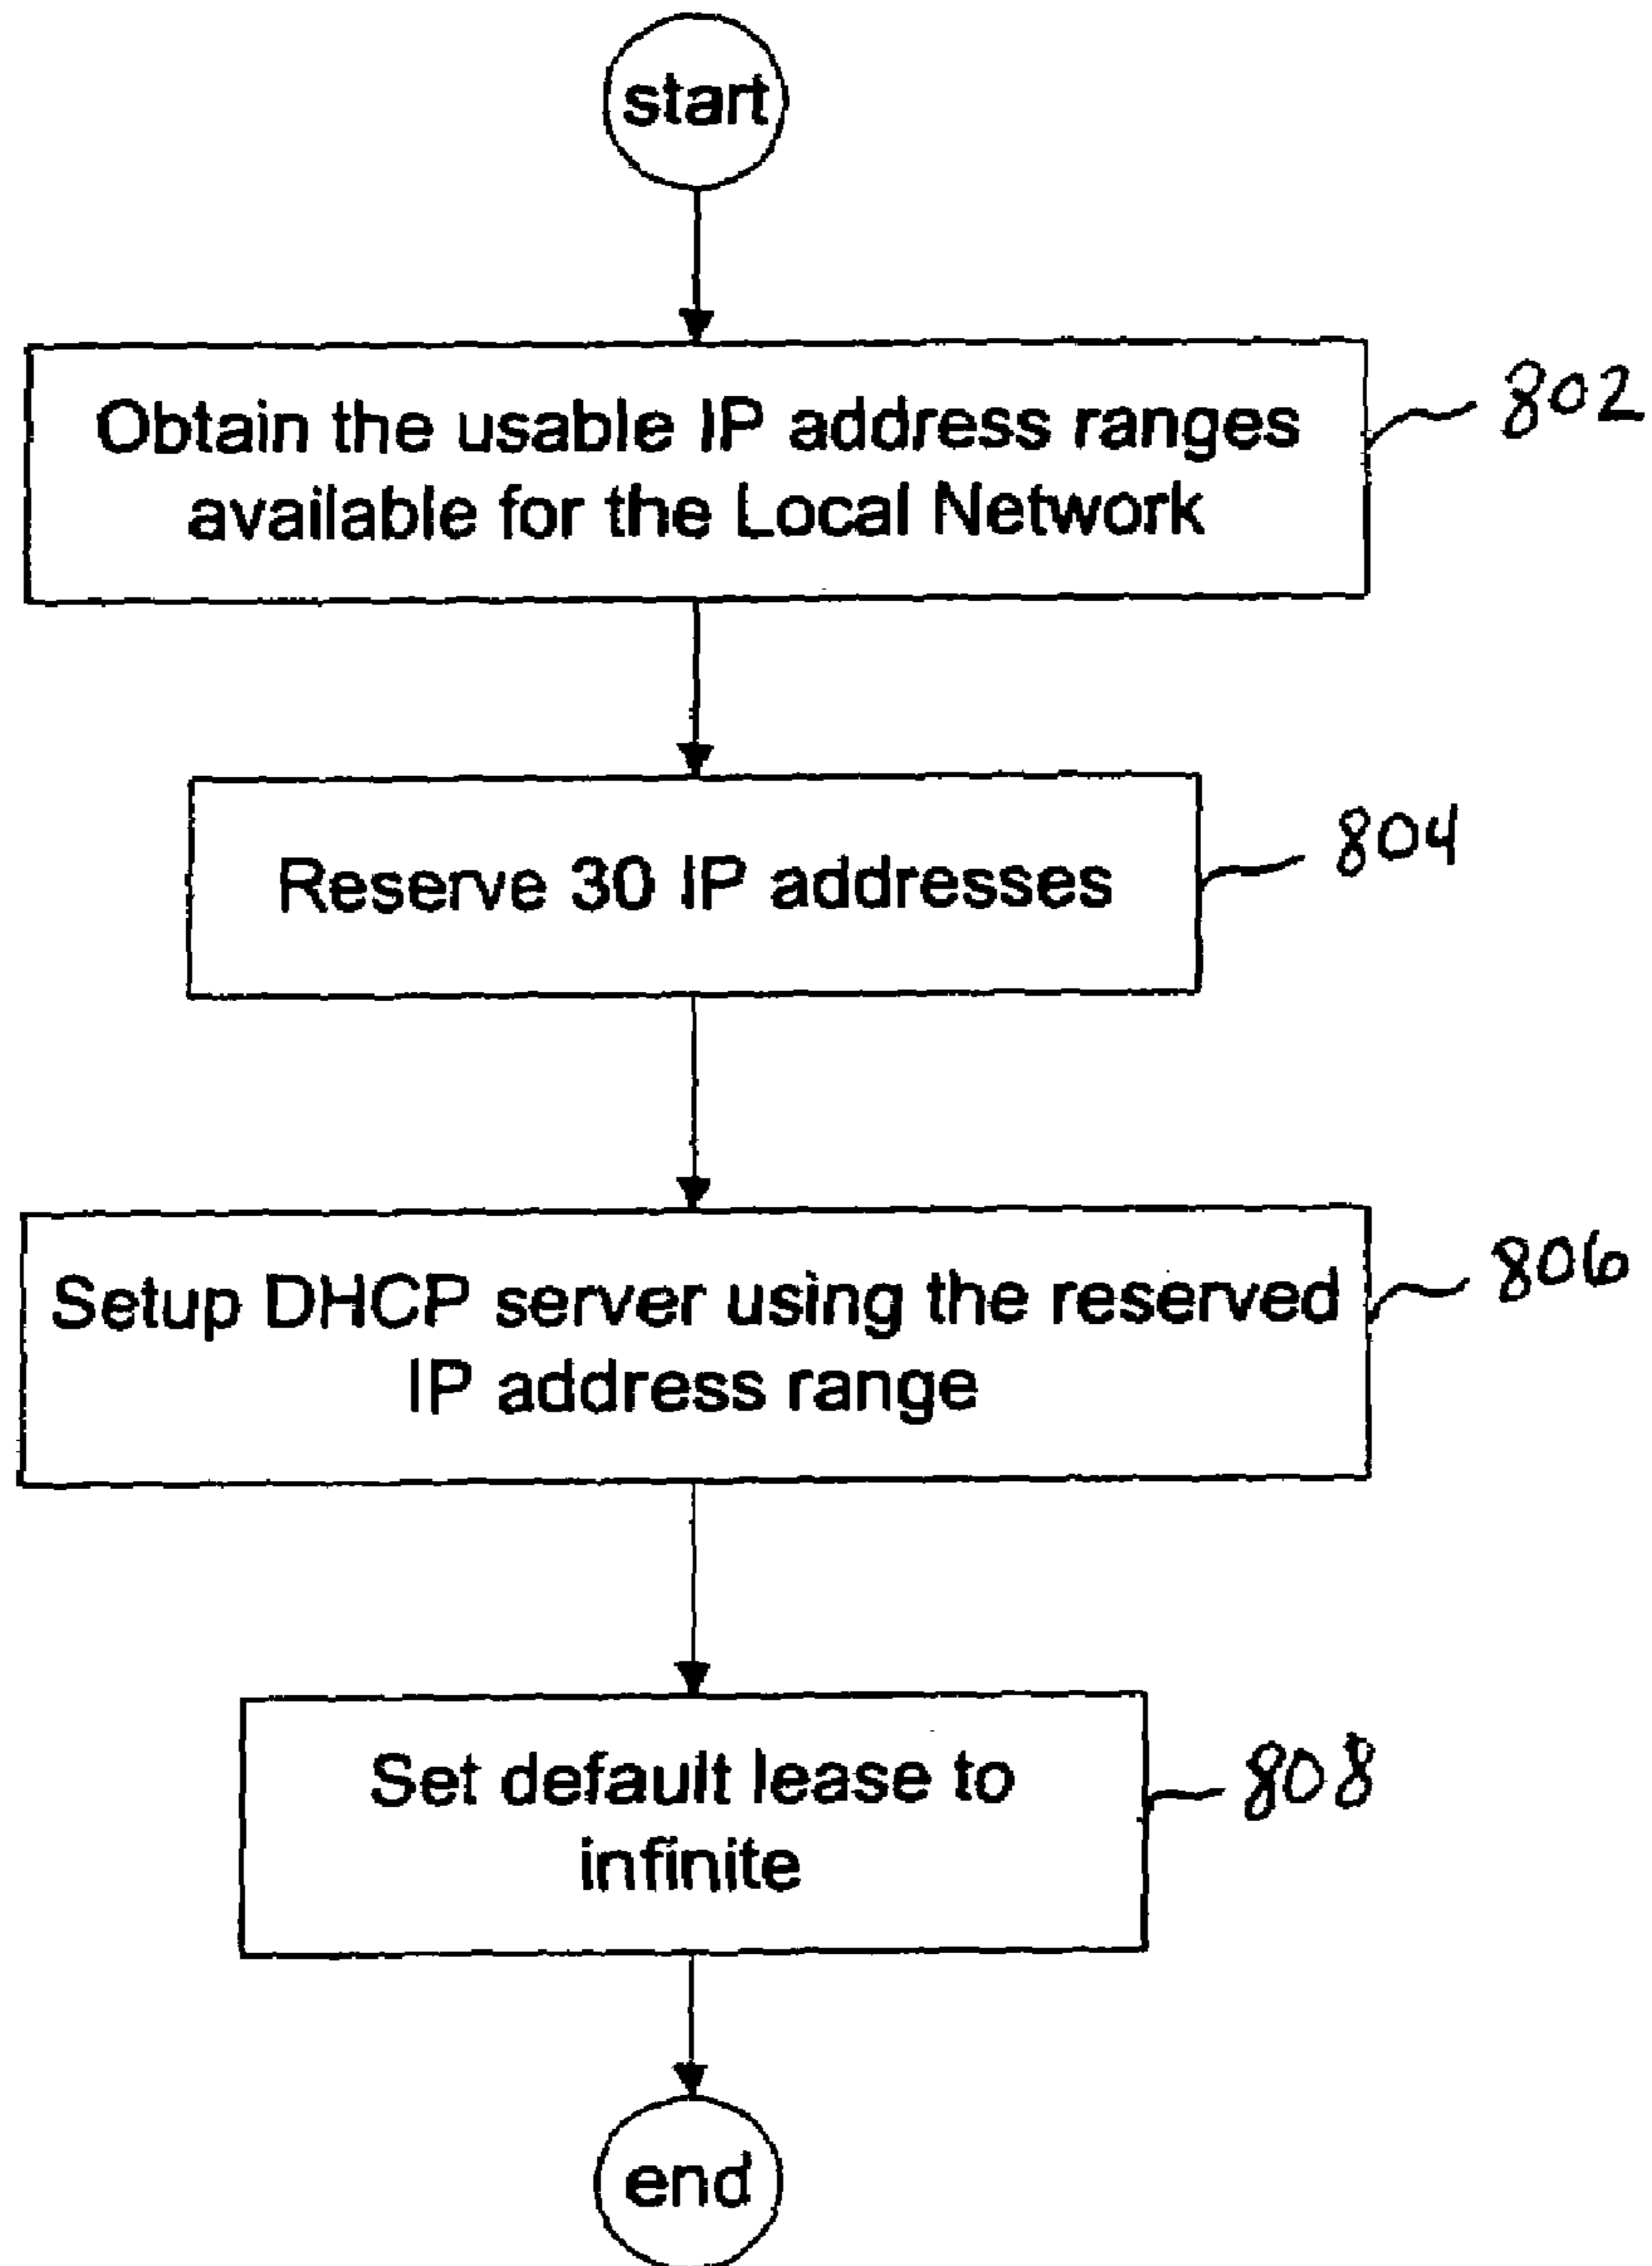 start
Obtain the usable IP address ranges
available for the Local Network
802
Reserve 30 IP addresses
804
Setup DHCP server using the reserved
IP address range
806
Set default lease to
infinite
808
end